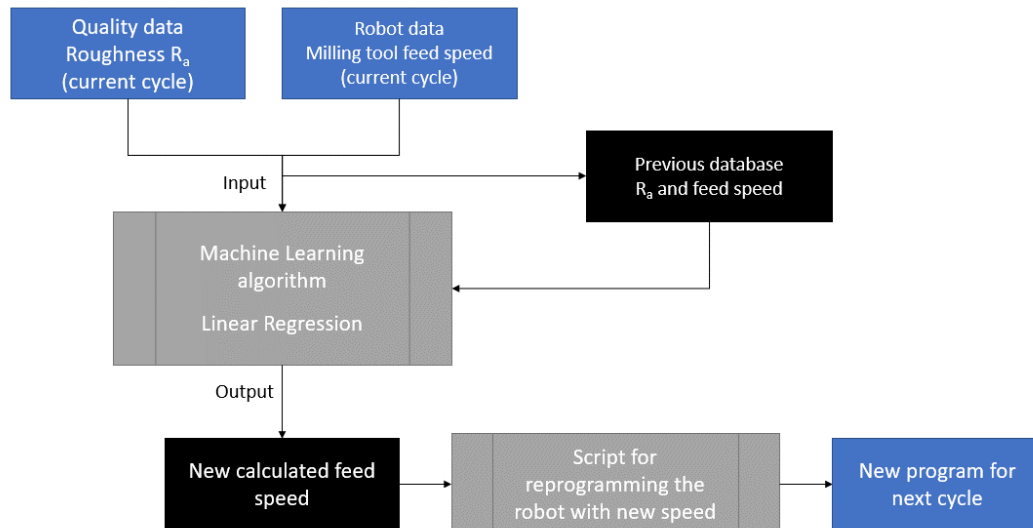 Quality data
Roughness Ra
(current cycle)
Robot data
Milling tool feed speed
(current cycle)
Input
Previous database
Ra and feed speed
Machine Learning
algorithm
Linear Regression
Output
New calculated feed
speed
Script for
reprogramming the
robot with new speed
New program for
next cycle